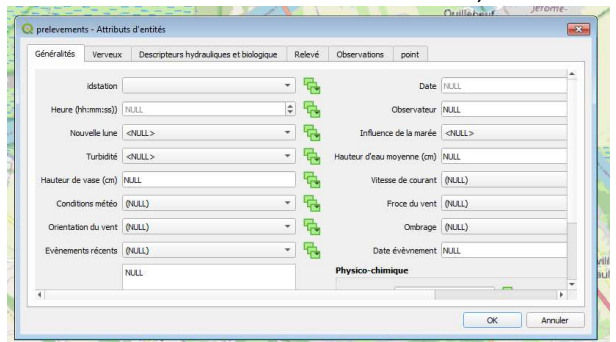 Quillebeuf
Jérôme-
prelevements - Attributs d'entités
Généralités Verveux Descripteurs hydrauliques et biologique Relevé Observations point
idstation Date NULL
Heure (hh:mm:ss)) NULL Observateur NULL
Nouvelle lune <NULL> Influence de la marée <NULL>
Turbidité <NULL> Hauteur d'eau moyenne (cm) NULL
Hauteur de vase (cm) NULL Vitesse de courant (NULL)
Conditions météo (NULL) Froce du vent (NULL)
Orientation du vent (NULL) Ombrage (NULL)
Evènements récents (NULL) Date évèvnement NULL
NULL Physico-chimique
OK Annuler